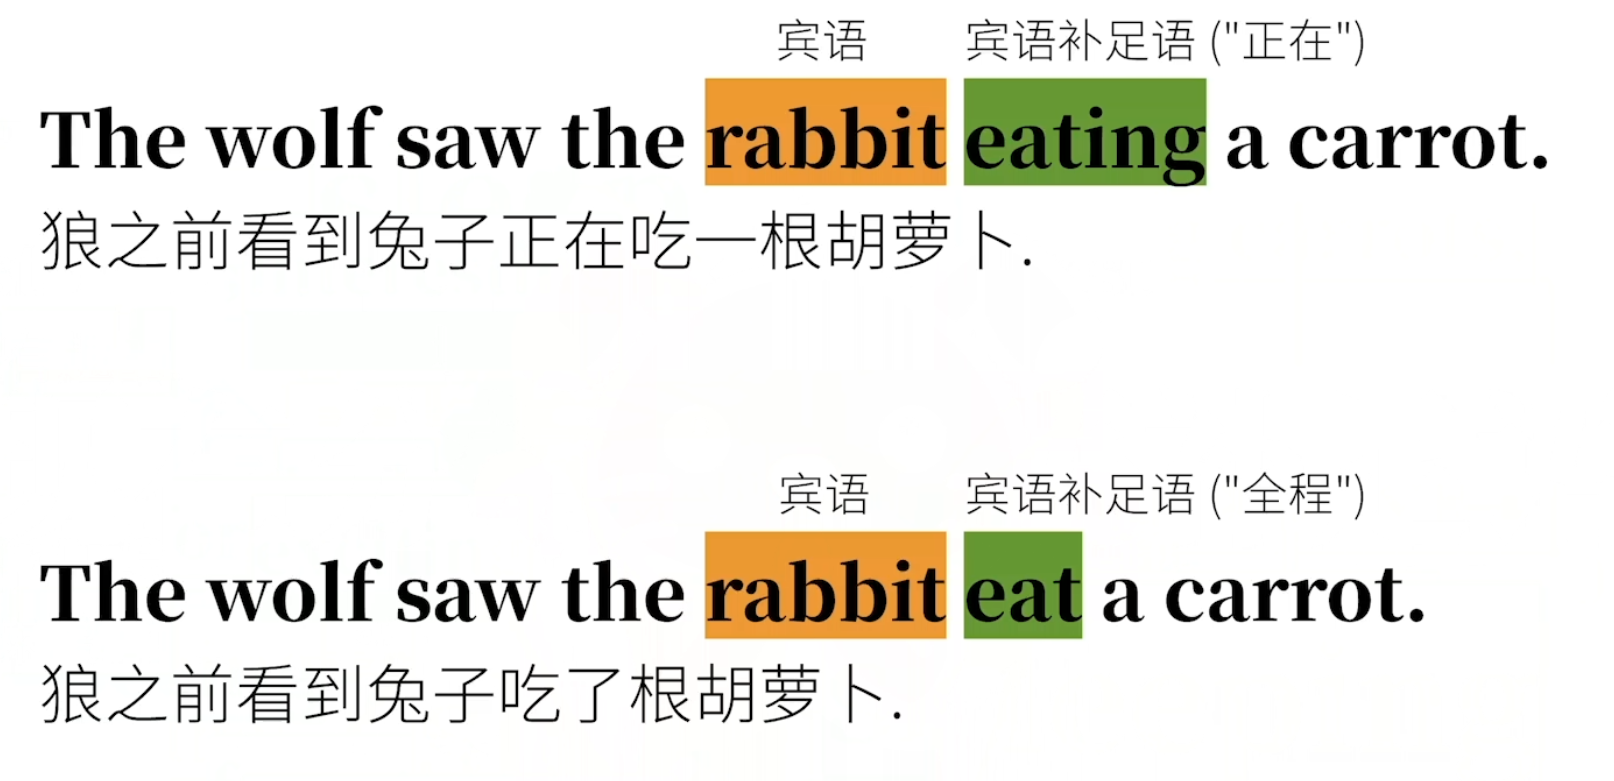 宾语 宾语补足语 ("正在")
The wolf saw the rabbit eating a carrot.
狼之前看到兔子正在吃一根胡萝卜.
宾语 宾语补足语 ("全程")
The wolf saw the rabbit eat a carrot.
狼之前看到兔子吃了根胡萝卜.